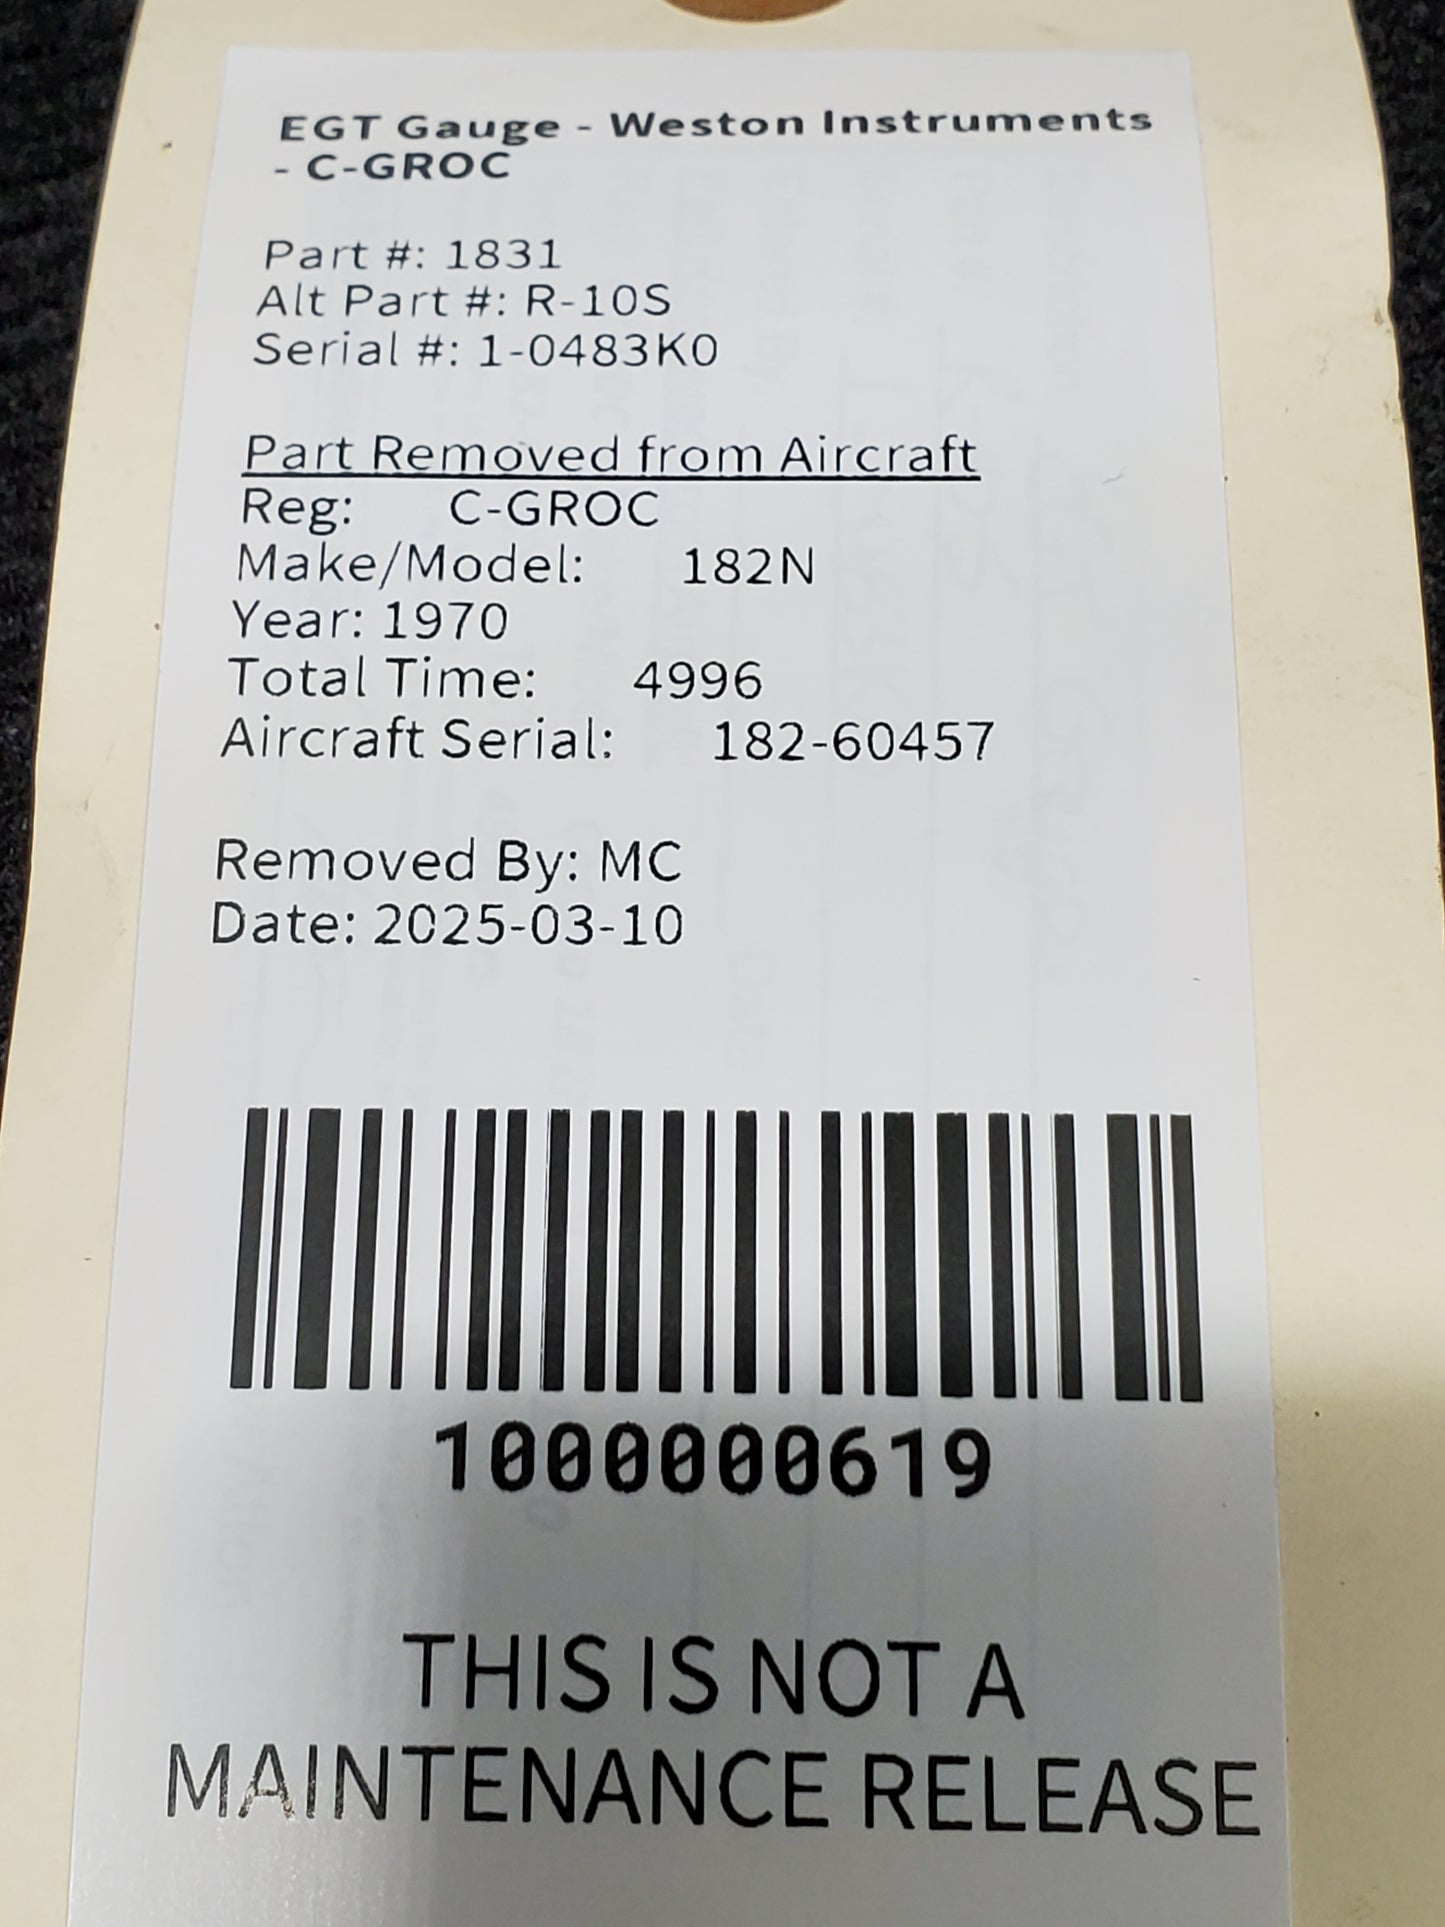 EGT Gauge - Weston Instruments
- C-GROC
Part #: 1831
Alt Part #: R-10S
Serial #: 1-0483K0
Part Removed from Aircraft
Reg: C-GROC
Make/Model: 182N
Year: 1970
Total Time: 4996
Aircraft Serial: 182-60457
Removed By: MC
Date: 2025-03-10
1000000619
THIS IS NOT A
MAINTENANCE RELEASE